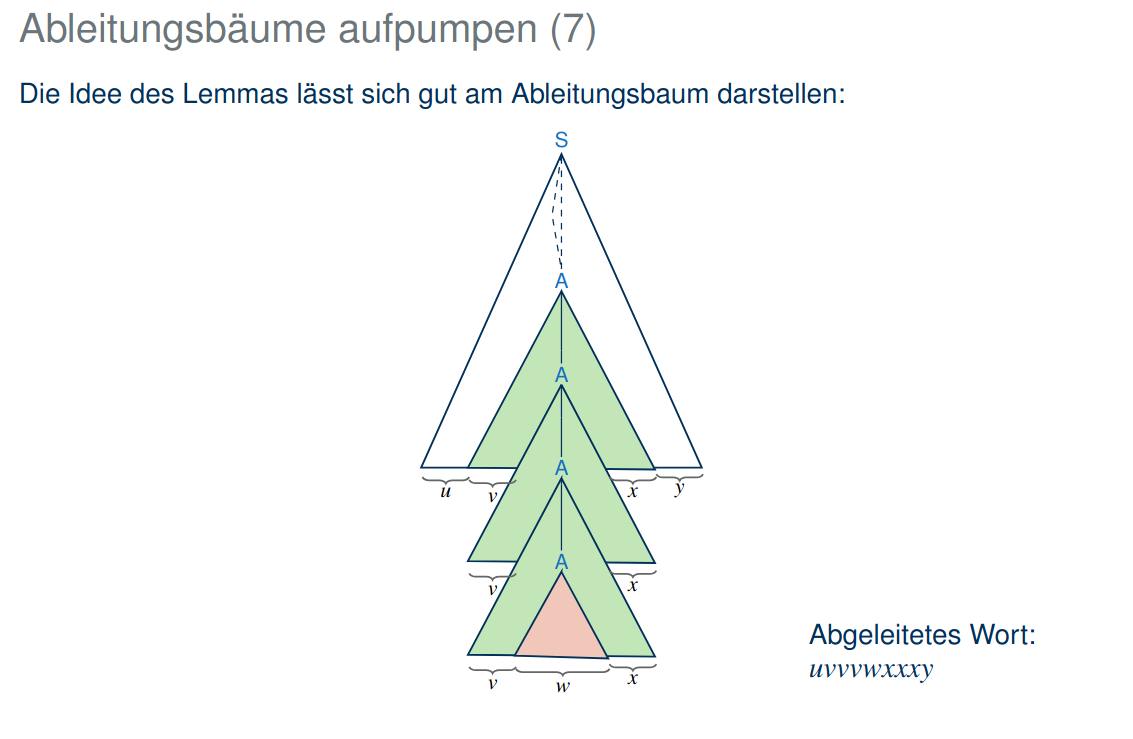 Ableitungsbäume aufpumpen (7)
Die Idee des Lemmas lässt sich gut am Ableitungsbaum darstellen:
S
A
A
A
u v x y
A
v x
Abgeleitetes Wort:
uvvvwxxxy
v w x